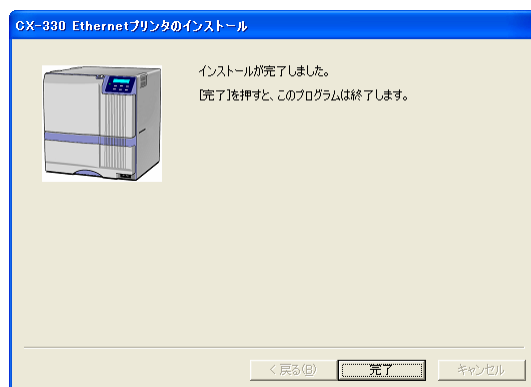 CX-330 Ethernetプリンタのインストール
インストールが完了しました。
[完了]を押すと、このプログラムは終了します。
< 戻る(B)
完了
キャンセル